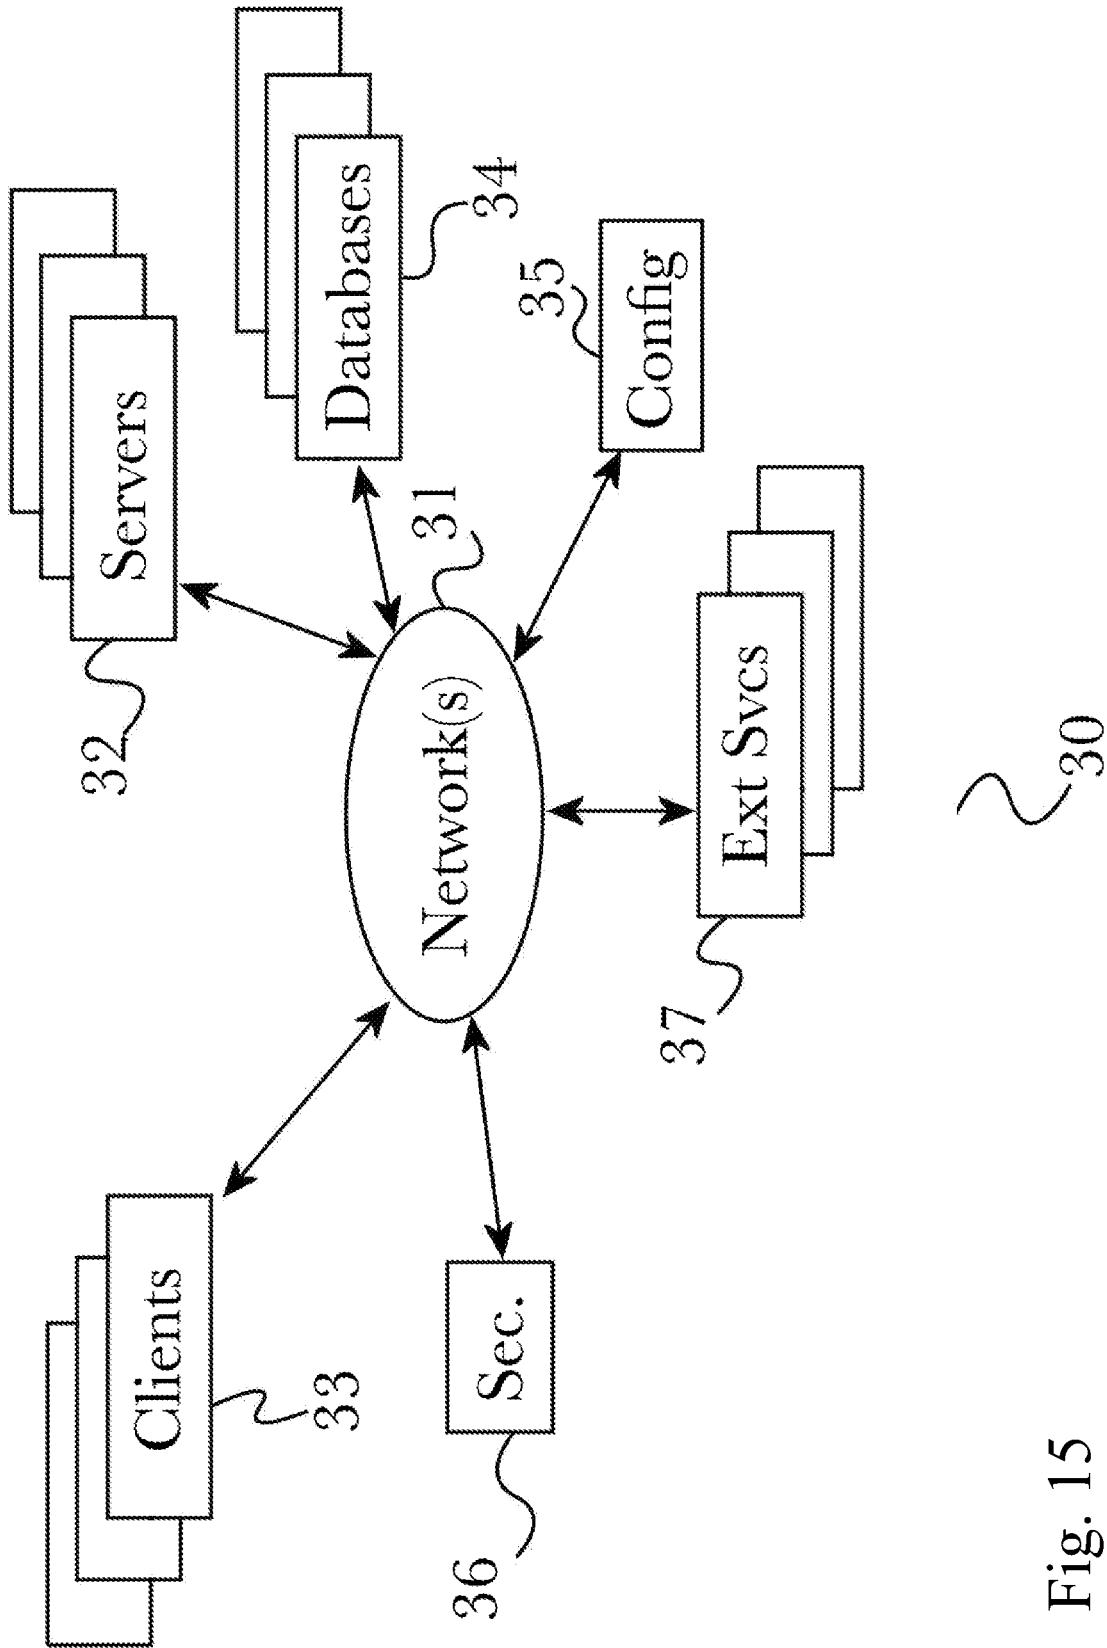 Servers
32
Clients
33
Databases
34
31
Network(s)
35
Config
Sec.
36
Ext Svcs
37
30
Fig. 15